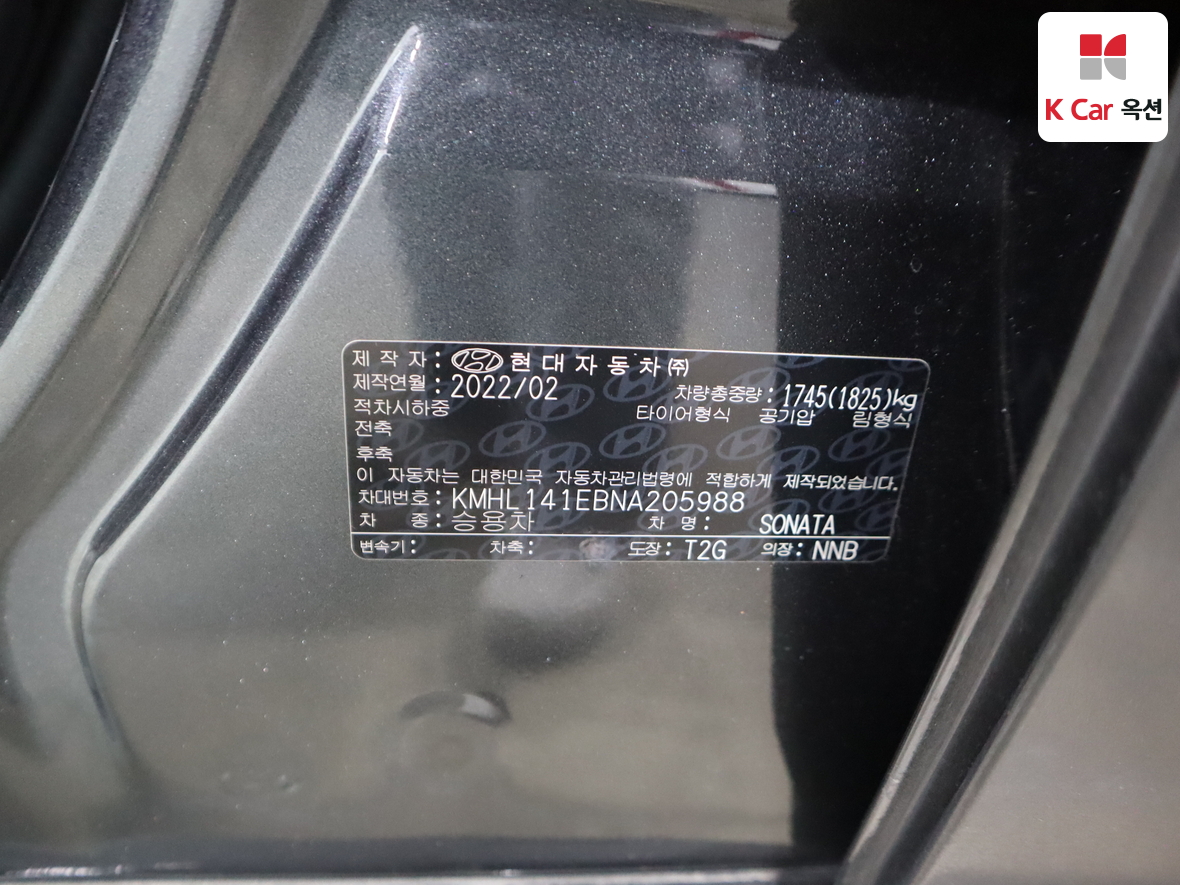 K Car 옥션
제 작 자 : 현대자동차㈜
제작연월 : 2022/02 차량총중량 : 1745(1825)kg
적차시하중 타이어형식 공기압 림형식
전축
후축
이 자동차는 대한민국 자동차관리법령에 적합하게 제작되었습니다.
차대번호 : KMHL141EBNA205988
차 종 : 승용차 차 명 : SONATA
변속기 : 차축 : 도장 : T2G 의장 : NNB